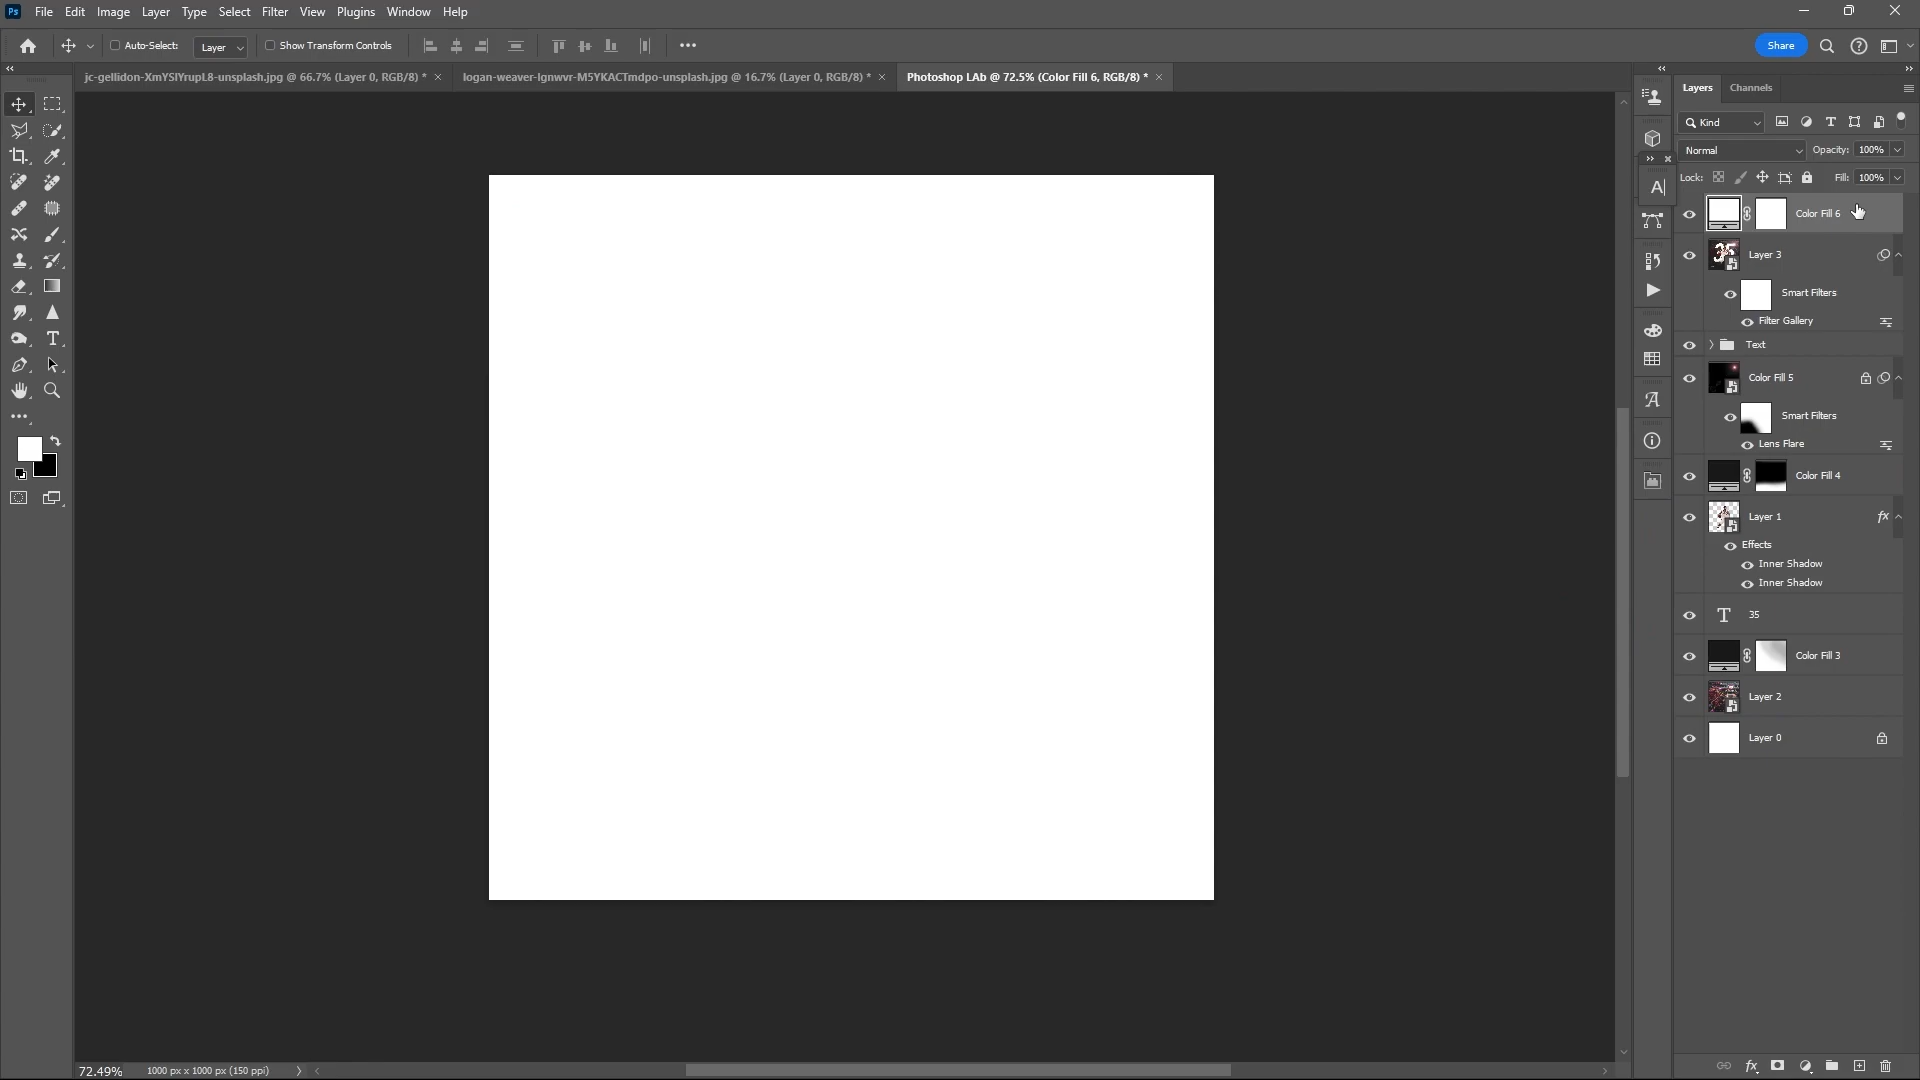 Ps File Edit Image Layer Type Select Filter View Plugins Window Help
Auto-Select: Layer Show Transform Controls Share
jc-gellidon-XmYSlYrupL8-unsplash.jpg @ 66.7% (Layer 0, RGB/8) * logan-weaver-lgnwvr-M5YKACTmdpo-unsplash.jpg @ 16.7% (Layer 0, RGB/8) * Photoshop LAb @ 72.5% (Color Fill 6, RGB/8) *
Layers Channels
Kind
Normal Opacity: 100%
Lock: Fill: 100%
Color Fill 6
Layer 3
Smart Filters
Filter Gallery
Text
Color Fill 5
Smart Filters
Lens Flare
Color Fill 4
Layer 1 fx
Effects
Inner Shadow
Inner Shadow
35
Color Fill 3
Layer 2
Layer 0
72.49% 1000 px x 1000 px (150 ppi)